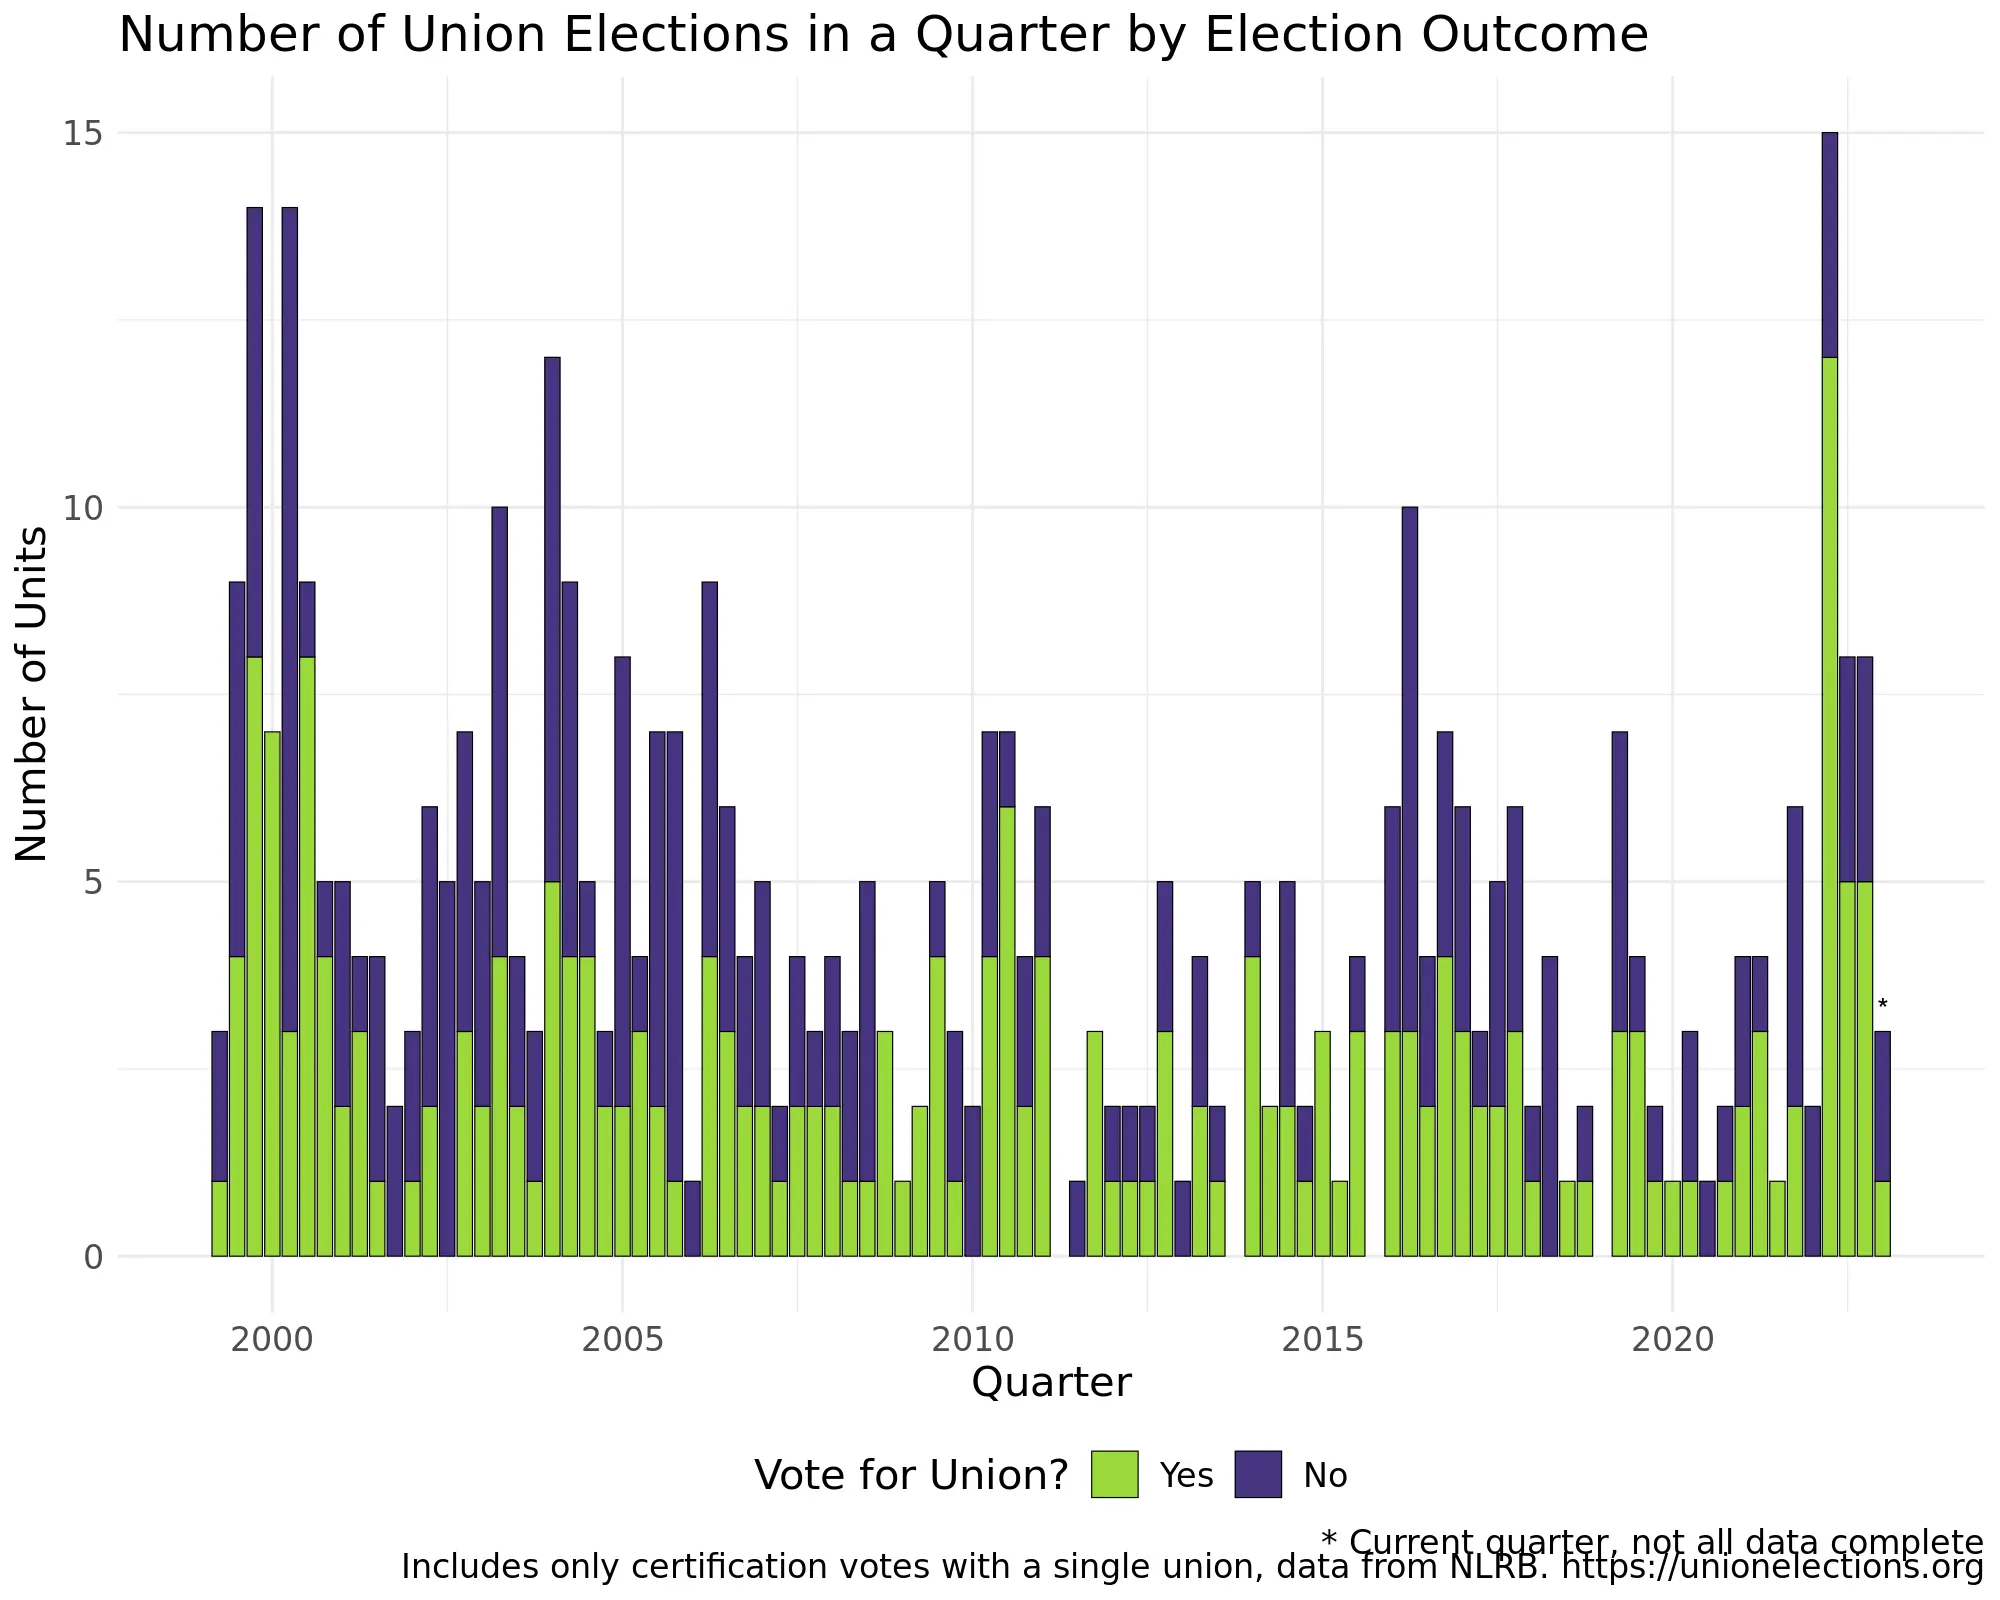 Number of Union Elections in a Quarter by Election Outcome
15
10
5
0
Number of Units
*
2000 2005 2010 2015 2020
Quarter
Vote for Union? Yes No
* Current quarter, not all data complete
Includes only certification votes with a single union, data from NLRB. https://unionelections.org